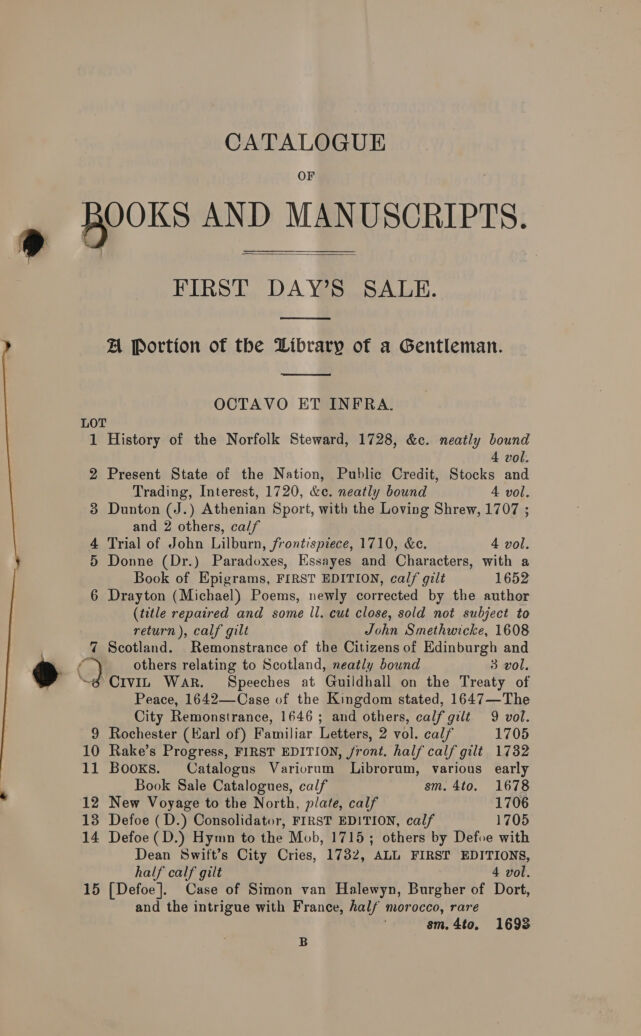 CATALOGUE
OF
BOOKS AND MANUSCRIPTS.
FIRST DAY'S SALE.
A Portion of the Library of a Gentleman.
OCTAVO ET INFRA.
LOT
1 History of the Norfolk Steward, 1728, &c. neatly bound
4 vol.
2 Present State of the Nation, Public Credit, Stocks and
Trading, Interest, 1720, &c. neatly bound 4 vol.
3 Dunton (J.) Athenian Sport, with the Loving Shrew, 1707 ;
and 2 others, calf
4 Trial of John Lilburn, frontispiece, 1710, &c. 4 vol.
5 Donne (Dr.) Paradoxes, Essayes and Characters, with a
Book of Epigrams, FIRST EDITION, calf gilt 1652
6 Drayton (Michael) Poems, newly corrected by the author
(title repaired and some ll. cut close, sold not subject to
return), calf gilt John Smethwicke, 1608
7 Scotland. Remonstrance of the Citizens of Edinburgh and
others relating to Scotland, neatly bound 3 vol.
8 CIVIL WAR. Speeches at Guildhall on the Treaty of
Peace, 1642—Case of the Kingdom stated, 1647—The
City Remonstrance, 1646 ; and others, calf gilt 9 vol.
9 Rochester (Earl of) Familiar Letters, 2 vol. calf 1705
10 Rake's Progress, FIRST EDITION, front. half calf gilt 1732
11 BOOKS. Catalogus Variorum Librorum, various early
Book Sale Catalogues, calf sm. 4to. 1678
12 New Voyage to the North, plate, calf 1706
13 Defoe (D.) Consolidator, FIRST EDITION, calf 1705
14 Defoe (D.) Hymn to the Mob, 1715 ; others by Defoe with
Dean Swift's City Cries, 1732, ALL FIRST EDITIONS,
half calf gilt 4 vol.
15 [Defoe]. Case of Simon van Halewyn, Burgher of Dort,
and the intrigue with France, half morocco, rare
sm. 4to. 1693
B